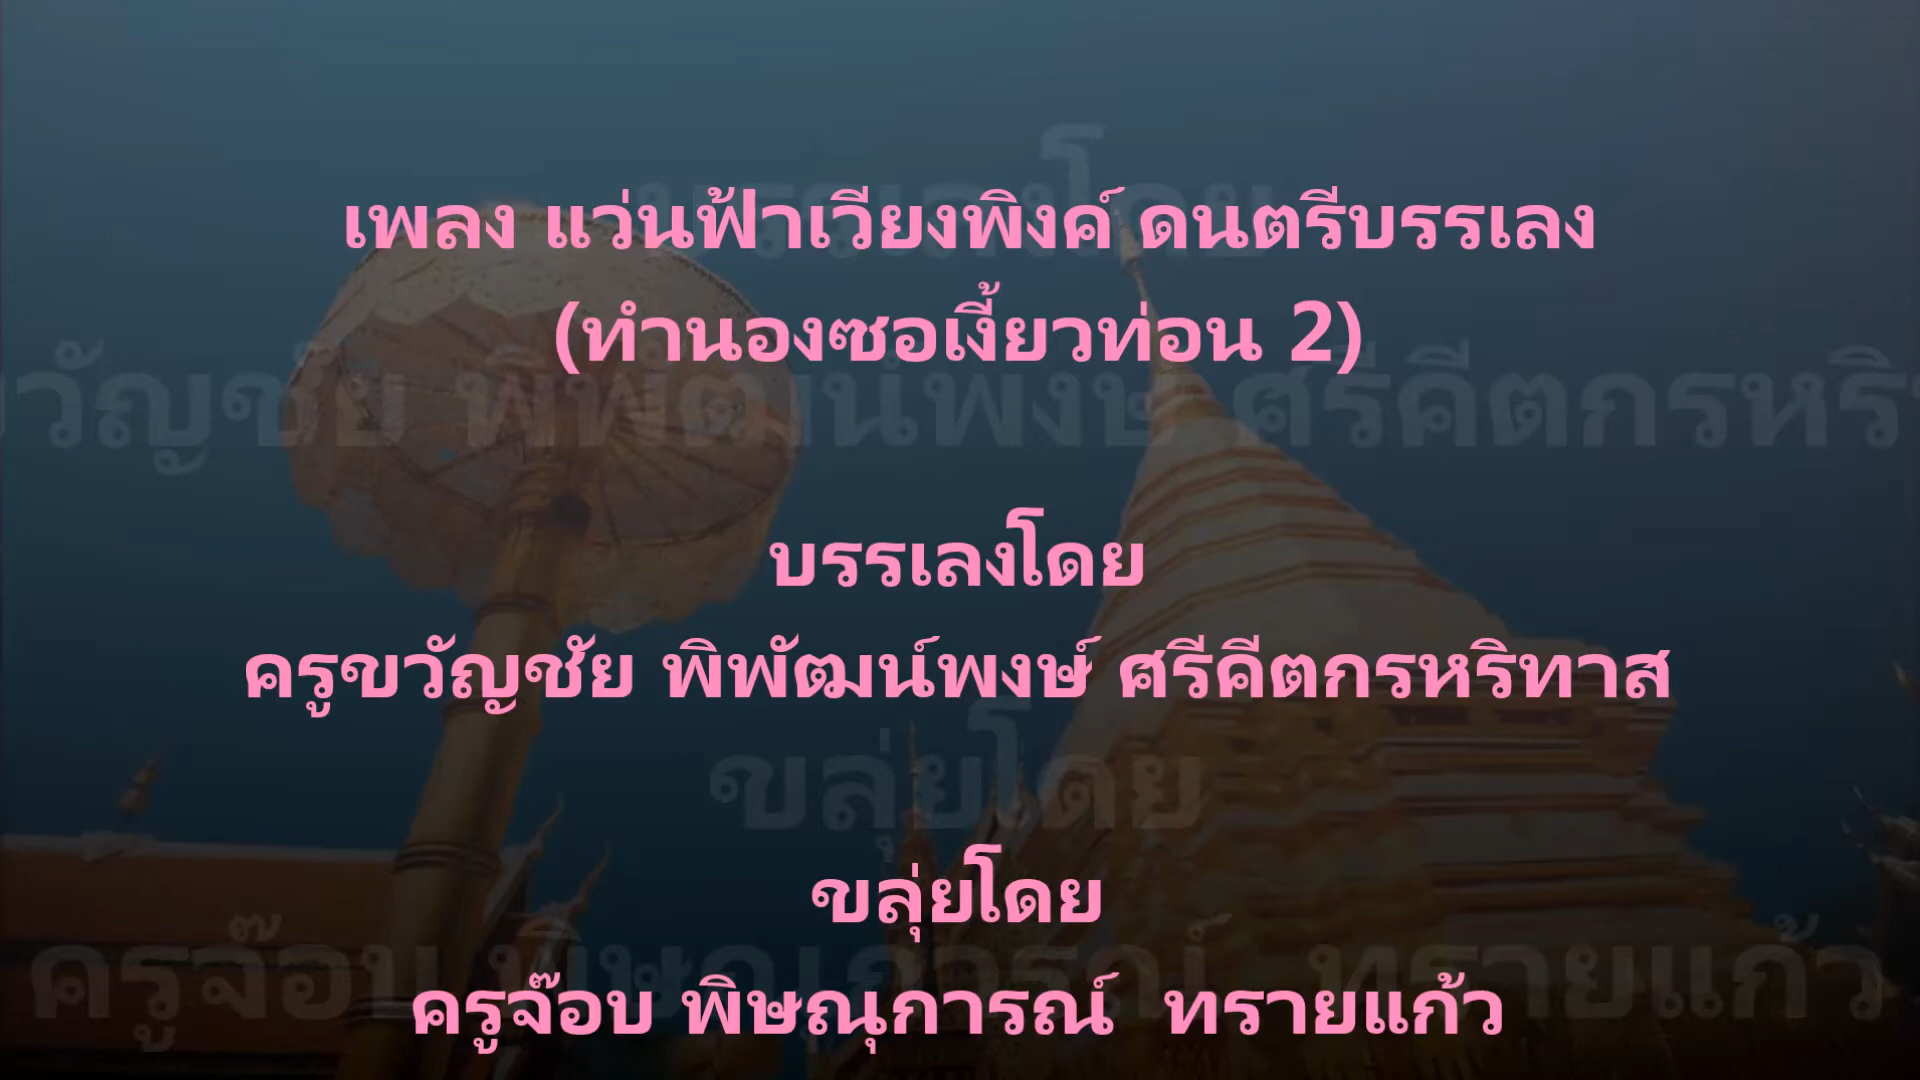 เพลง แว่นฟ้าเวียงพิงค์ ดนตรีบรรเลง
(ทำนองซอเงี้ยวท่อน 2)
บรรเลงโดย
ครูขวัญชัย พิพัฒน์พงษ์ ศรีคีตกรหริทาส
ขลุ่ยโดย
ครูจ๊อบ พิษณุการณ์ ทรายแก้ว